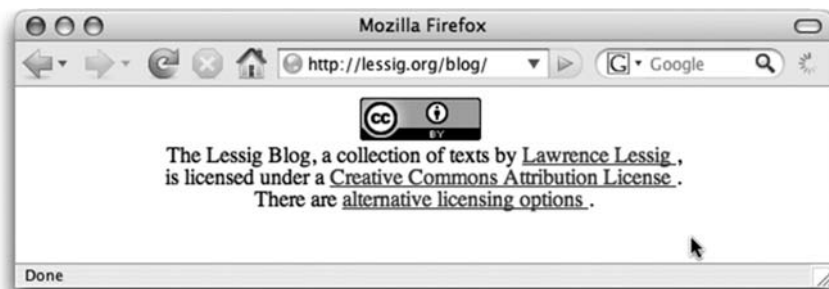 Mozilla Firefox
http://lessig.org/blog/ G Google
cc BY
The Lessig Blog, a collection of texts by Lawrence Lessig ,
is licensed under a Creative Commons Attribution License .
There are alternative licensing options .
Done